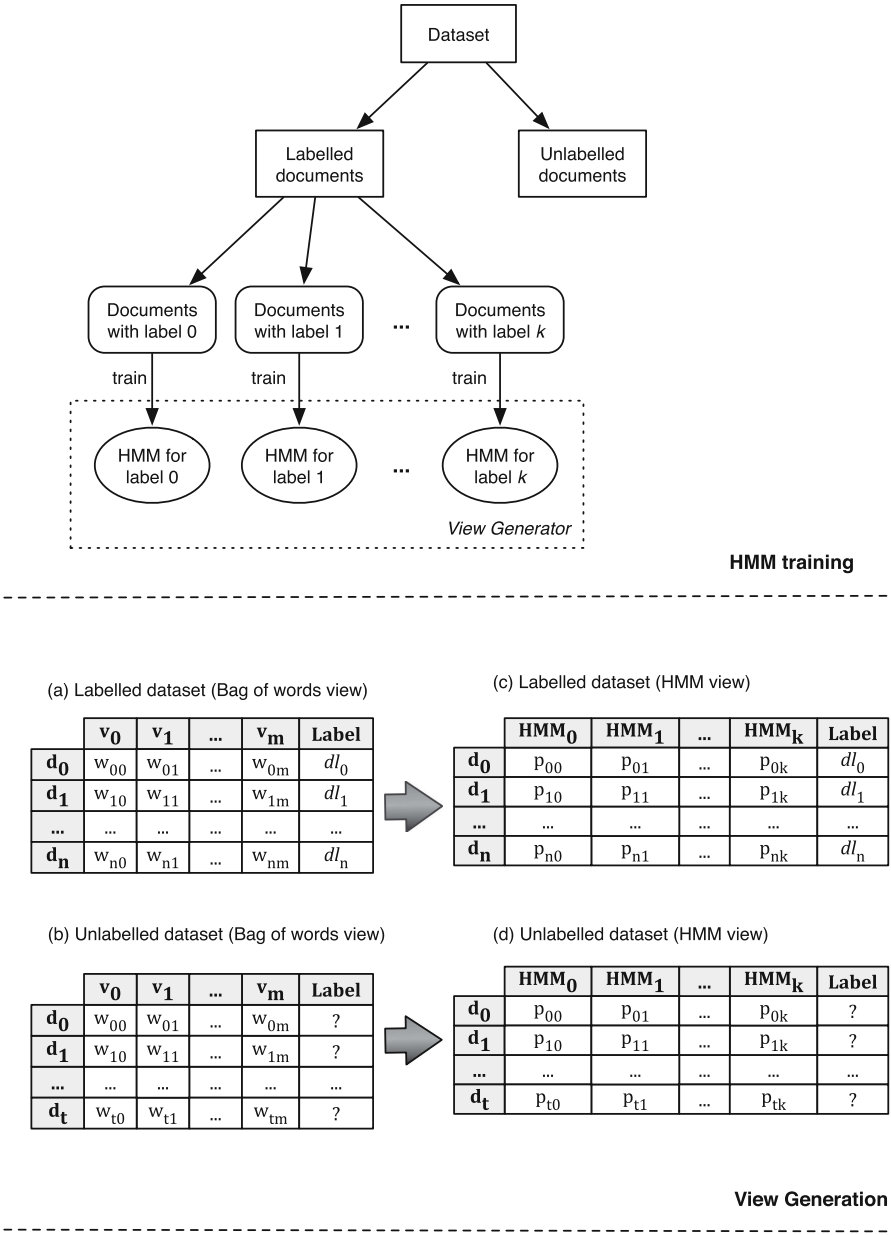 Dataset
Labelled
documents
Unlabelled
documents
Documents
with label 0
Documents
with label 1
...
Documents
with label k
train
train
train
HMM for
label 0
HMM for
label 1
...
HMM for
label k
View Generator
HMM training
(a) Labelled dataset (Bag of words view)
v0 v1 ... vm Label
d0 w00 w01 ... w0m dl0
d1 w10 w11 ... w1m dl1
... ... ... ... ... ...
dn wn0 wn1 ... wnm dln
(c) Labelled dataset (HMM view)
HMM0 HMM1 ... HMMk Label
d0 p00 p01 ... p0k dl0
d1 p10 p11 ... p1k dl1
... ... ... ... ... ...
dn pn0 pn1 ... pnk dln
(b) Unlabelled dataset (Bag of words view)
v0 v1 ... vm Label
d0 w00 w01 ... w0m ?
d1 w10 w11 ... w1m ?
... ... ... ... ... ...
dt wt0 wt1 ... wtm ?
(d) Unlabelled dataset (HMM view)
HMM0 HMM1 ... HMMk Label
d0 p00 p01 ... p0k ?
d1 p10 p11 ... p1k ?
... ... ... ... ... ...
dt pt0 pt1 ... ptk ?
View Generation